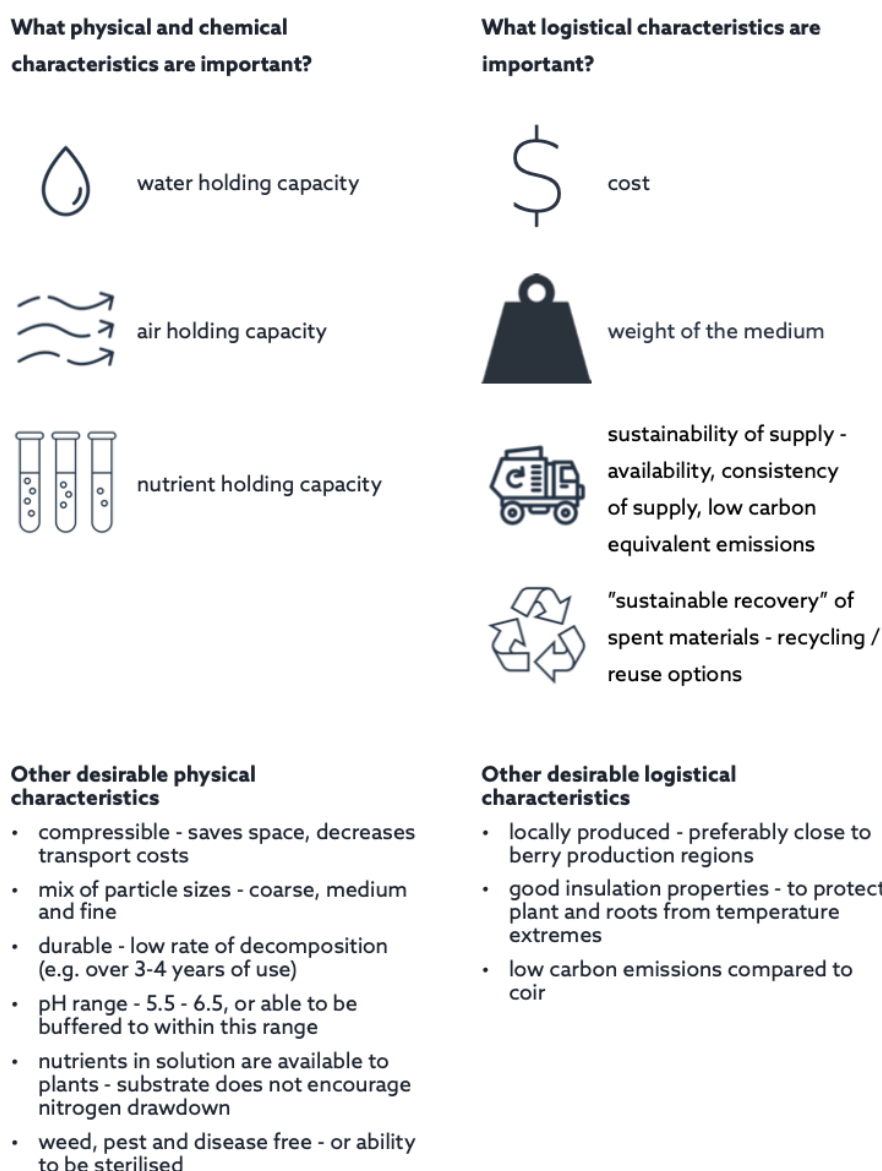 What physical and chemical
characteristics are important?
water holding capacity
air holding capacity
nutrient holding capacity
What logistical characteristics are
important?
$
cost
weight of the medium
sustainability of supply -
availability, consistency
of supply, low carbon
equivalent emissions
"sustainable recovery" of
spent materials - recycling /
reuse options
Other desirable physical
characteristics
• compressible - saves space, decreases
transport costs
• mix of particle sizes - coarse, medium
and fine
• durable - low rate of decomposition
(e.g. over 3-4 years of use)
• pH range - 5.5 - 6.5, or able to be
buffered to within this range
• nutrients in solution are available to
plants - substrate does not encourage
nitrogen drawdown
• weed, pest and disease free - or ability
to be sterilised
Other desirable logistical
characteristics
• locally produced - preferably close to
berry production regions
• good insulation properties - to protect
plant and roots from temperature
extremes
• low carbon emissions compared to
coir